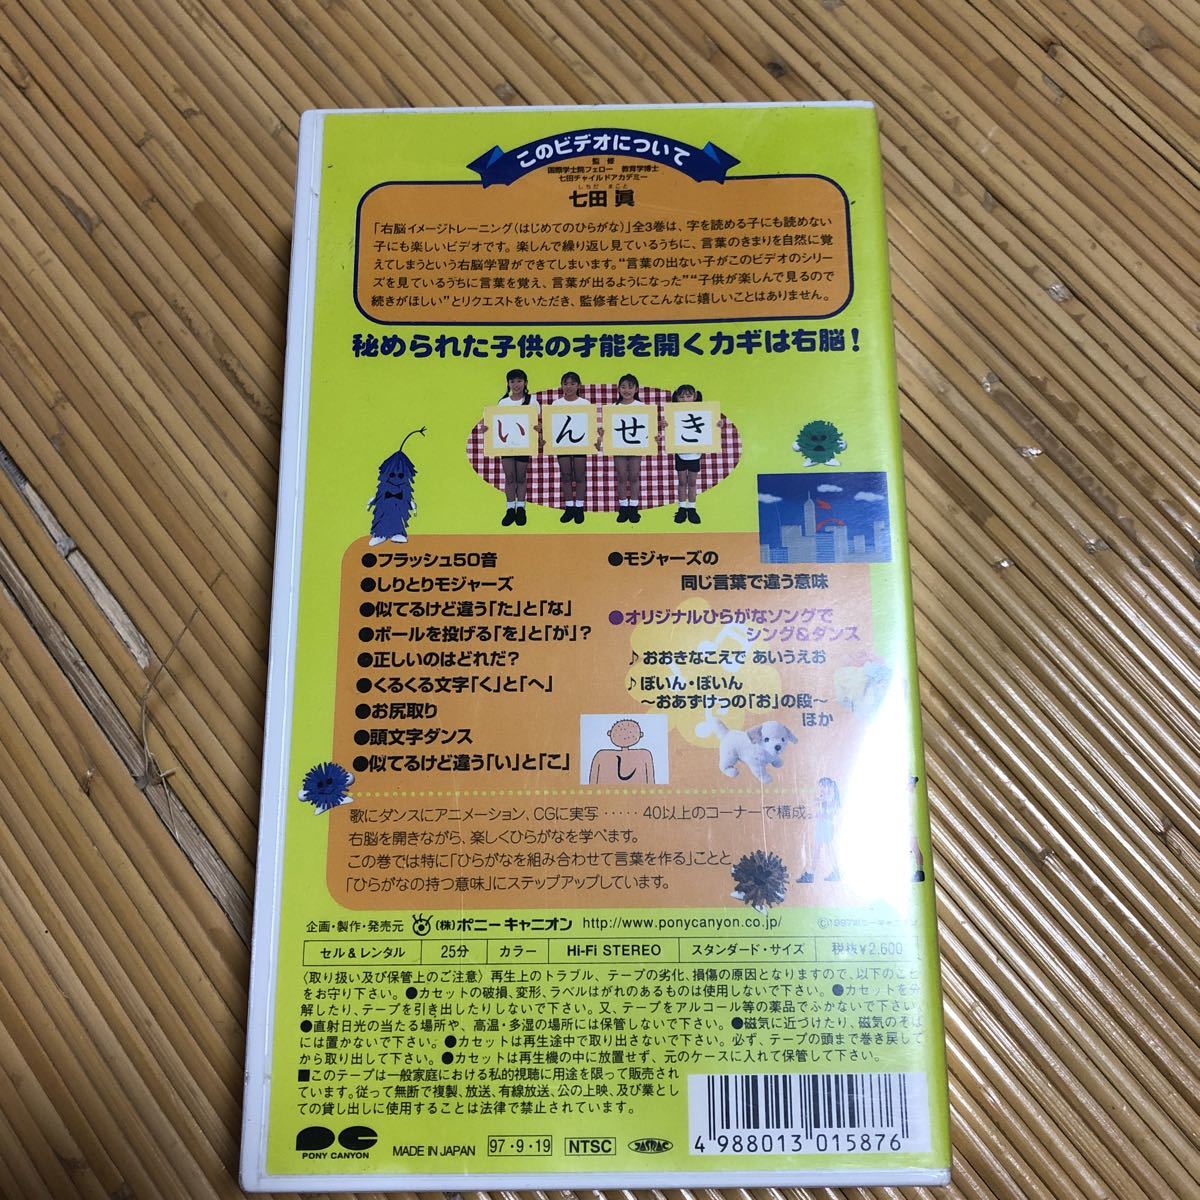 このビデオについて
監修
国際学士院フェロー 教育学博士
七田チャイルドアカデミー
しちだ まこと
七田 眞
「右脳イメージトレーニング(はじめてのひらがな)」全3巻は、字を読める子にも読めない
子にも楽しいビデオです。楽しんで繰り返し見ているうちに、言葉のきまりを自然に覚
えてしまうという右脳学習ができてしまいます。“言葉の出ない子がこのビデオのシリー
ズを見ているうちに言葉を覚え、言葉が出るようになった”“子供が楽しんで見るので
続きがほしい”とリクエストをいただき、監修者としてこんなに嬉しいことはありません。
秘められた子供の才能を開くカギは右脳!
いんせき
●フラッシュ50音
●しりとりモジャーズ
●似てるけど違う「た」と「な」
●ボールを投げる「を」と「が」?
●正しいのはどれだ?
●くるくる文字「く」と「へ」
●お尻取り
●頭文字ダンス
●似てるけど違う「い」と「こ」
●モジャーズの
同じ言葉で違う意味
●オリジナルひらがなソングで
シング&ダンス
♪おおきなこえで あいうえお
♪ぼいん・ぼいん
〜おあずけっの「お」の段〜
ほか
し
歌にダンスにアニメーション、CGに実写‥‥‥40以上のコーナーで構成。
右脳を開きながら、楽しくひらがなを学べます。
この巻では特に「ひらがなを組み合わせて言葉を作る」ことと
「ひらがなの持つ意味」にステップアップしています。
企画・製作・発売元 (株)ポニーキャニオン http://www.ponycanyon.co.jp/ ©1997ポニーキャニオン
セル&レンタル 25分 カラー Hi-Fi STEREO スタンダード・サイズ 税抜¥2,600
〈取り扱い及び保管上のご注意〉再生上のトラブル、テープの劣化、損傷の原因となりますので、以下のこと
をお守り下さい。●カセットの破損、変形、ラベルはがれのあるものは使用しないで下さい。●カセットを分
解したり、テープを引き出したりしないで下さい。又、テープをアルコール等の薬品でふかないで下さい。
●直射日光の当たる場所や、高温・多湿の場所には保管しないで下さい。●磁気に近づけたり、磁気のそば
には置かないで下さい。●カセットは再生途中で取り出さないで下さい。必ず、テープの頭まで巻き戻して
から取り出して下さい。●カセットは再生機の中に放置せず、元のケースに入れて保管して下さい。
■このテープは一般家庭における私的視聴に用途を限って販売され
ています。従って無断で複製、放送、有線放送、公の上映、及び業とし
ての貸し出しに使用することは法律で禁止されています。
PONY CANYON MADE IN JAPAN 97・9・19 NTSC JASRAC
4 988013 015876